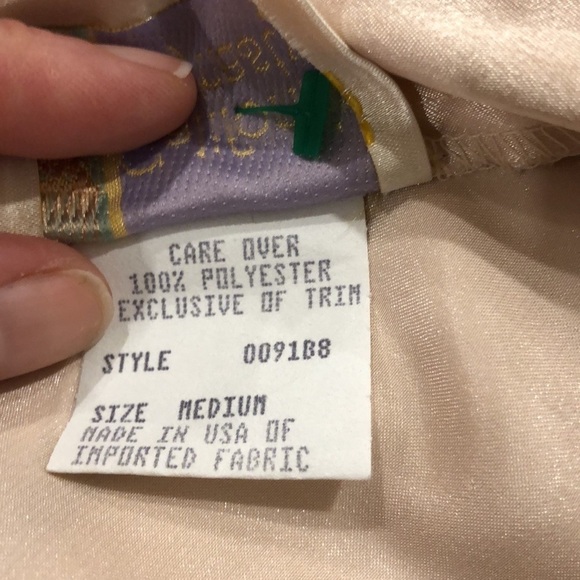 CARE OVER
100% POLYESTER
EXCLUSIVE OF TRIM
STYLE 0091B8
SIZE MEDIUM
MADE IN USA OF
IMPORTED FABRIC